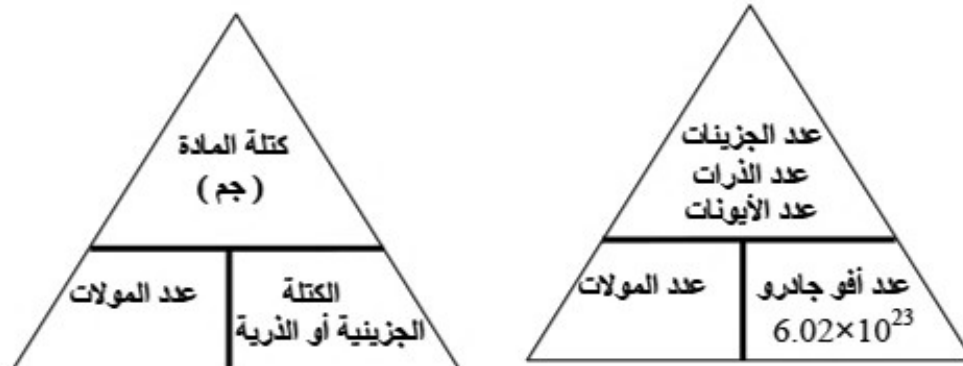 كتلة المادة
( جم )
عدد المولات
الكتلة
الجزينية أو الذرية
عدد الجزينات
عدد الذرات
عدد الأيونات
عدد المولات
عدد أفو جادرو
6.02×10²³